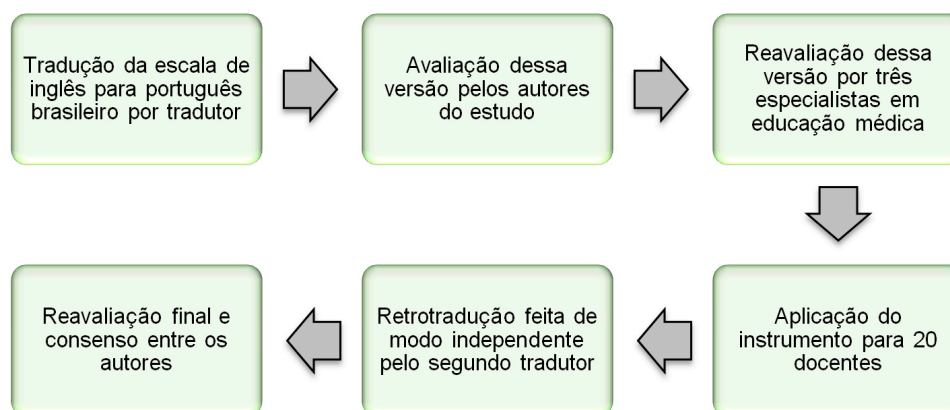 Tradução da escala de
inglês para português
brasileiro por tradutor
Avaliação dessa
versão pelos autores
do estudo
Reavaliação dessa
versão por três
especialistas em
educação médica
Aplicação do
instrumento para 20
docentes
Retrotradução feita de
modo independente
pelo segundo tradutor
Reavaliação final e
consenso entre os
autores